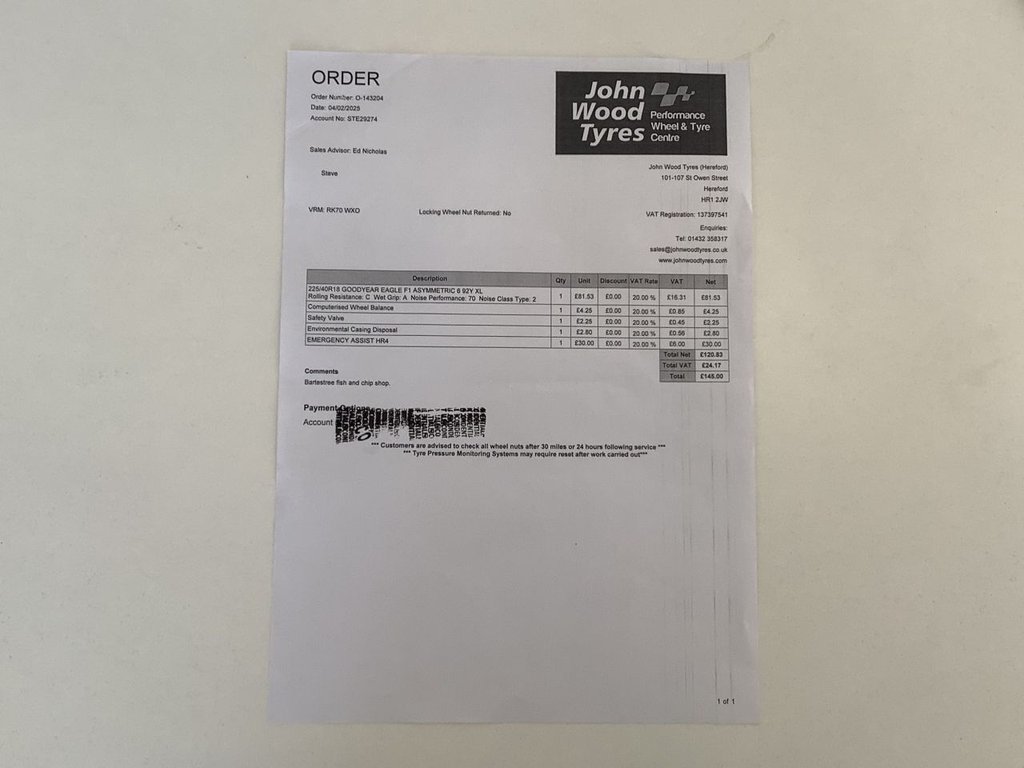 ORDER
Order Number: O-143204
Date: 04/02/2025
Account No: STE29274
John Wood Tyres
Performance Wheel & Tyre Centre
Sales Advisor: Ed Nicholas
Steve
John Wood Tyres (Hereford)
101-107 St Owen Street
Hereford
HR1 2JW
VRM: RK70 WXO Locking Wheel Nut Returned: No
VAT Registration: 137397541
Enquiries:
Tel: 01432 358317
sales@johnwoodtyres.co.uk
www.johnwoodtyres.com
Description Qty Unit Discount VAT Rate VAT Net
225/40R18 GOODYEAR EAGLE F1 ASYMMETRIC 6 92Y XL
Rolling Resistance: C Wet Grip: A Noise Performance: 70 Noise Class Type: 2 1 £81.53 £0.00 20.00 % £16.31 £81.53
Computerised Wheel Balance 1 £4.25 £0.00 20.00 % £0.85 £4.25
Safety Valve 1 £2.25 £0.00 20.00 % £0.45 £2.25
Environmental Casing Disposal 1 £2.80 £0.00 20.00 % £0.56 £2.80
EMERGENCY ASSIST HR4 1 £30.00 £0.00 20.00 % £6.00 £30.00
Total Net £120.83
Total VAT £24.17
Total £145.00
Comments
Bartestree fish and chip shop.
Payment Options
Account
*** Customers are advised to check all wheel nuts after 30 miles or 24 hours following service ***
*** Tyre Pressure Monitoring Systems may require reset after work carried out***
1 of 1